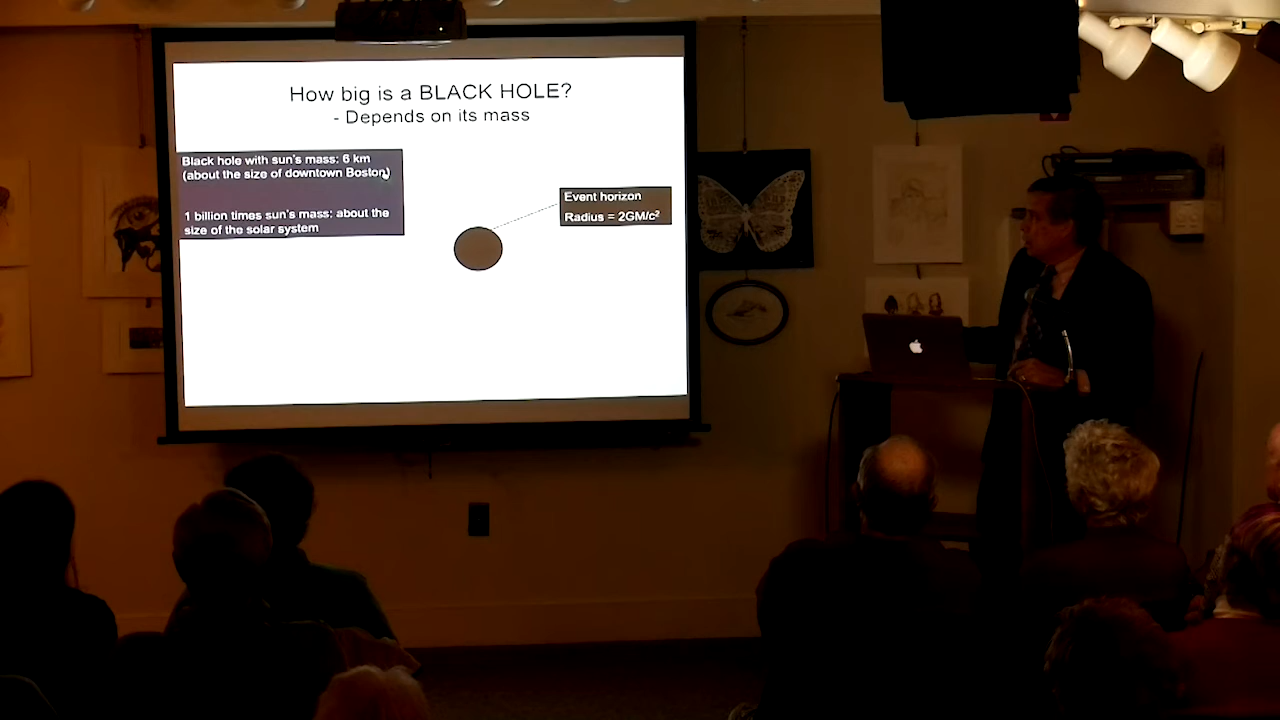 How big is a BLACK HOLE?
- Depends on its mass
Black hole with sun's mass: 6 km
(about the size of downtown Boston)
1 billion times sun's mass: about the
size of the solar system
Event horizon
Radius = 2GM/c²